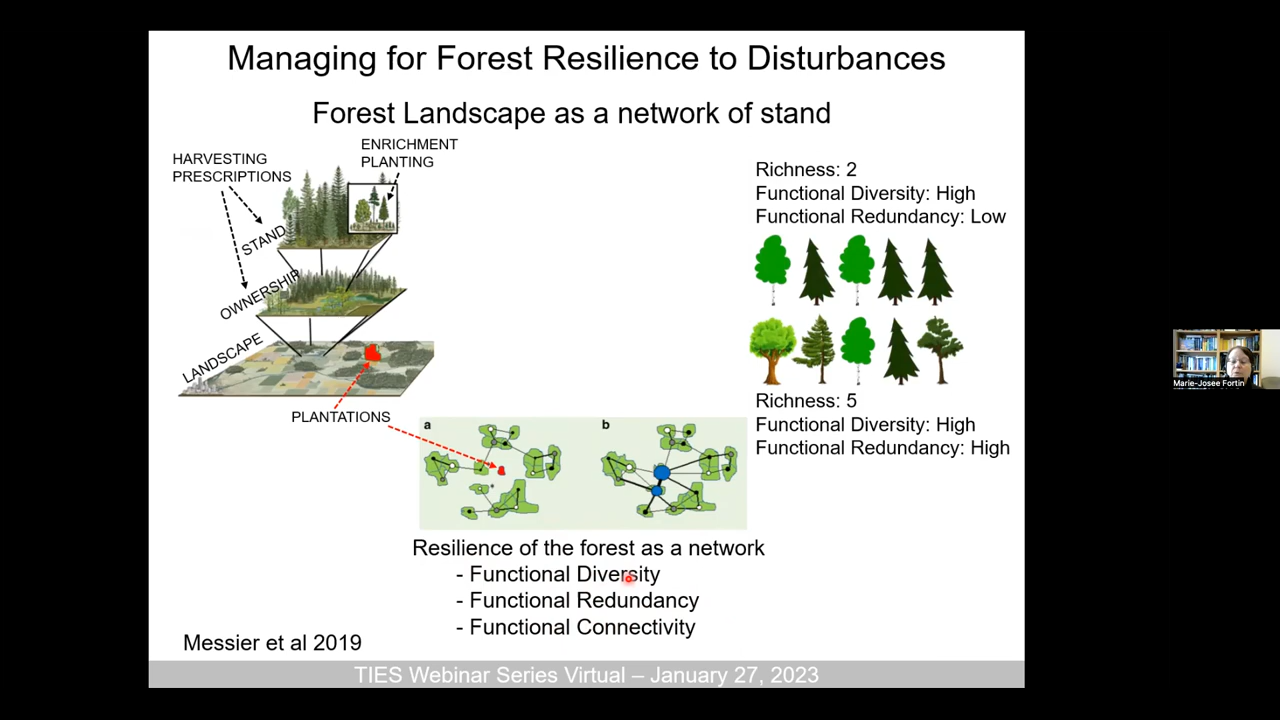 Managing for Forest Resilience to Disturbances
Forest Landscape as a network of stand
HARVESTING
PRESCRIPTIONS
ENRICHMENT
PLANTING
STAND
OWNERSHIP
LANDSCAPE
PLANTATIONS
Richness: 2
Functional Diversity: High
Functional Redundancy: Low
Richness: 5
Functional Diversity: High
Functional Redundancy: High
a
b
Resilience of the forest as a network
- Functional Diversity
- Functional Redundancy
- Functional Connectivity
Messier et al 2019
TIES Webinar Series Virtual – January 27, 2023
Marie-Josee Fortin